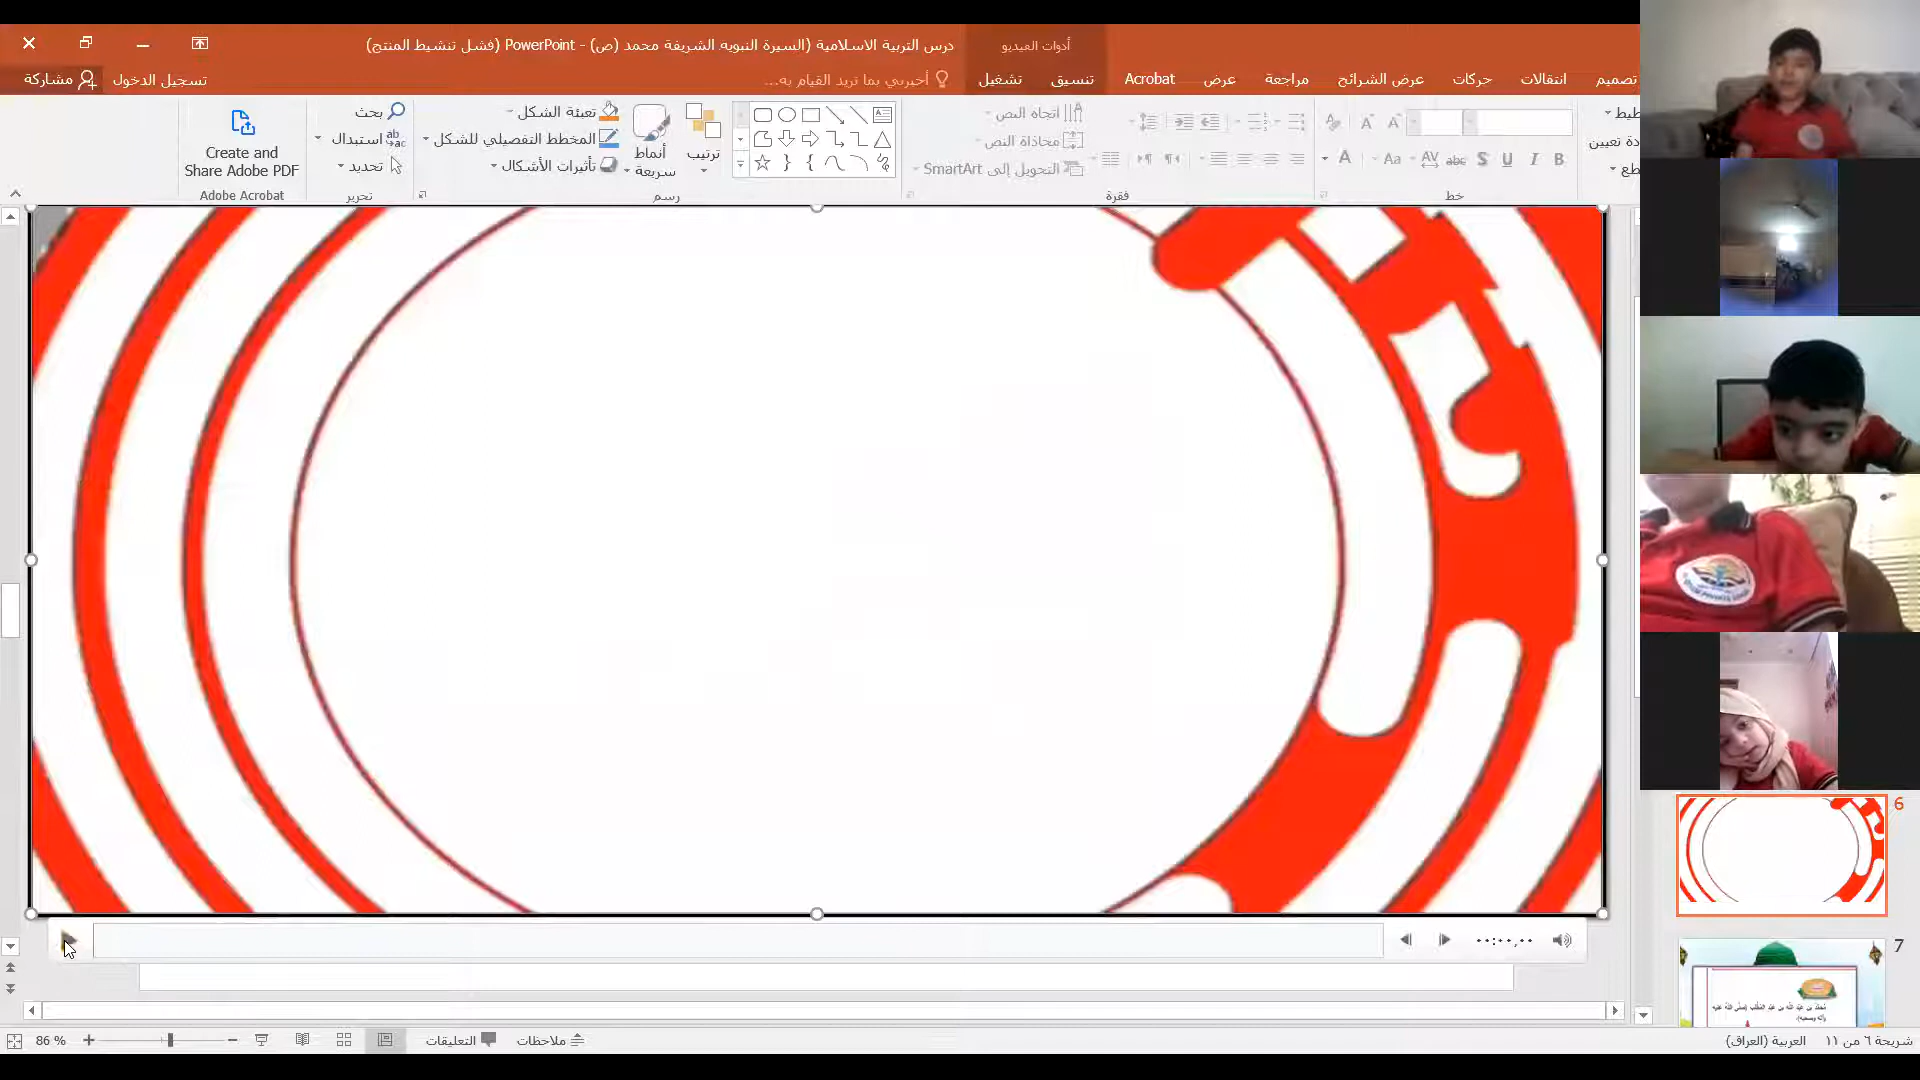 درس التربية الاسلامية (السيرة النبويه الشريفة محمد (ص) - PowerPoint (فشل تنشيط المنتج)
أدوات الفيديو
تصميم انتقالات حركات عرض الشرائح مراجعة عرض Acrobat تنسيق تشغيل
أخبرني بما تريد القيام به...
تسجيل الدخول
مشاركة
اتجاه النص
محاذاة النص
التحويل إلى SmartArt
ترتيب
أنماط سريعة
تعبئة الشكل
المخطط التفصيلي للشكل
تأثيرات الأشكال
بحث
استبدال
تحديد
Create and
Share Adobe PDF
خط
فقرة
رسم
تحرير
Adobe Acrobat
6
7
شريحة ٦ من ١١
العربية (العراق)
ملاحظات
التعليقات
86 %